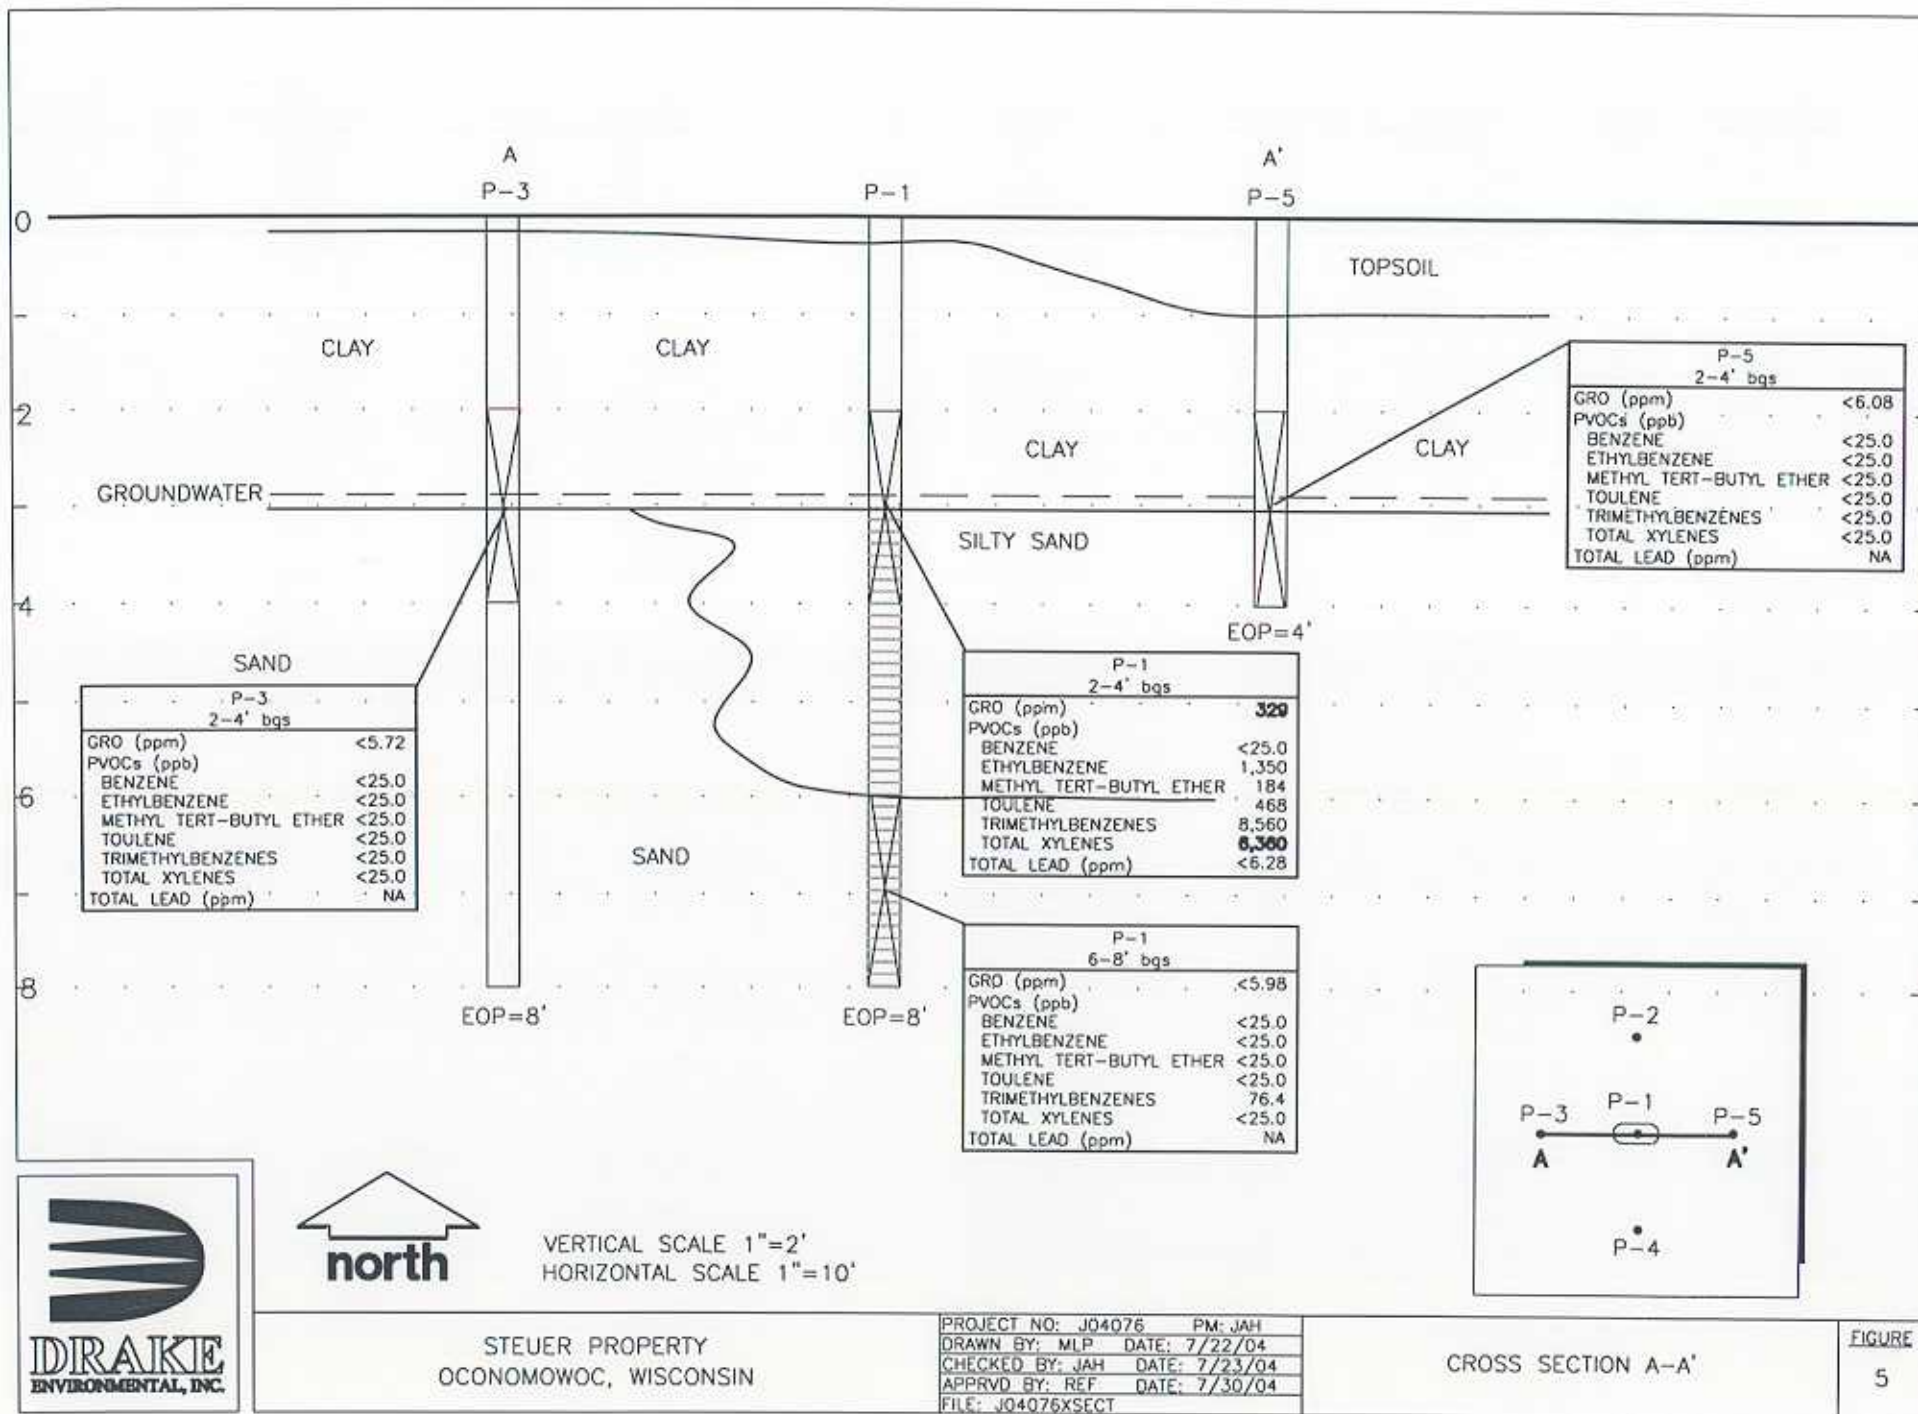 A
A'
P-3
P-1
P-5
0
TOPSOIL
CLAY
CLAY
P-5
2-4' bgs
GRO (ppm) <6.08
PVOCs (ppb)
BENZENE <25.0
ETHYLBENZENE <25.0
METHYL TERT-BUTYL ETHER <25.0
TOULENE <25.0
TRIMETHYLBENZENES <25.0
TOTAL XYLENES <25.0
TOTAL LEAD (ppm) NA
2
CLAY
CLAY
GROUNDWATER
SILTY SAND
4
EOP=4'
SAND
P-3
2-4' bgs
GRO (ppm) <5.72
PVOCs (ppb)
BENZENE <25.0
ETHYLBENZENE <25.0
METHYL TERT-BUTYL ETHER <25.0
TOULENE <25.0
TRIMETHYLBENZENES <25.0
TOTAL XYLENES <25.0
TOTAL LEAD (ppm) NA
P-1
2-4' bgs
GRO (ppm) 329
PVOCs (ppb)
BENZENE <25.0
ETHYLBENZENE 1,350
METHYL TERT-BUTYL ETHER 184
TOULENE 468
TRIMETHYLBENZENES 8,560
TOTAL XYLENES 6,360
TOTAL LEAD (ppm) <6.28
6
SAND
P-1
6-8' bgs
GRO (ppm) <5.98
PVOCs (ppb)
BENZENE <25.0
ETHYLBENZENE <25.0
METHYL TERT-BUTYL ETHER <25.0
TOULENE <25.0
TRIMETHYLBENZENES 76.4
TOTAL XYLENES <25.0
TOTAL LEAD (ppm) NA
8
EOP=8'
EOP=8'
P-2
P-3
P-1
P-5
A
A'
P-4
north
VERTICAL SCALE 1"=2'
HORIZONTAL SCALE 1"=10'
DRAKE
ENVIRONMENTAL, INC.
STEUER PROPERTY
OCONOMOWOC, WISCONSIN
PROJECT NO: J04076 PM: JAH
DRAWN BY: MLP DATE: 7/22/04
CHECKED BY: JAH DATE: 7/23/04
APPRVD BY: REF DATE: 7/30/04
FILE: J04076XSECT
CROSS SECTION A-A'
FIGURE
5